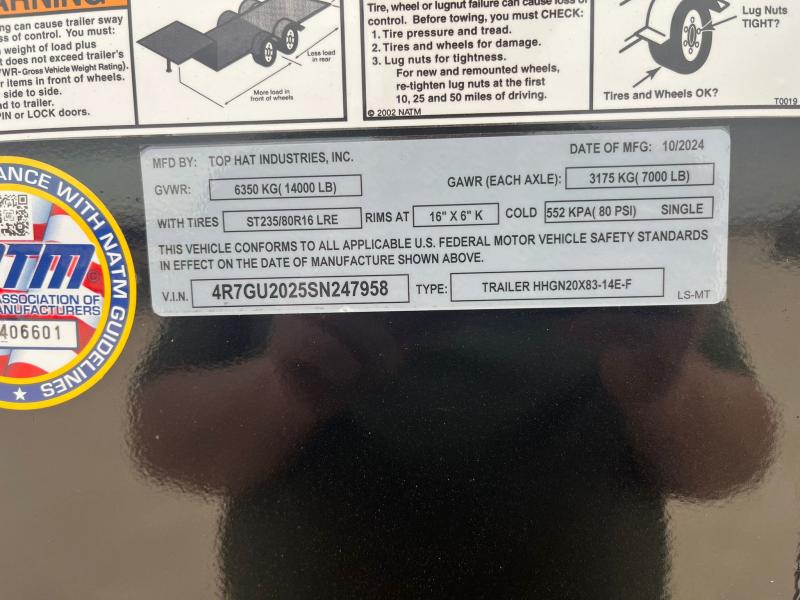 ARNING
ng can cause trailer sway
ss of control. You must:
weight of load plus
does not exceed trailer's
VWR-Gross Vehicle Weight Rating).
r items in front of wheels.
side to side.
ad to trailer.
PIN or LOCK doors.
Less load
in rear
More load in
front of wheels
Tire, wheel or lugnut failure can cause loss of
control. Before towing, you must CHECK:
1. Tire pressure and tread.
2. Tires and wheels for damage.
3. Lug nuts for tightness.
For new and remounted wheels,
re-tighten lug nuts at the first
10, 25 and 50 miles of driving.
© 2002 NATM
Lug Nuts
TIGHT?
Tires and Wheels OK?
T0019
MFD BY: TOP HAT INDUSTRIES, INC.
DATE OF MFG: 10/2024
GVWR: 6350 KG( 14000 LB)
GAWR (EACH AXLE): 3175 KG( 7000 LB)
WITH TIRES ST235/80R16 LRE RIMS AT 16" X 6" K COLD 552 KPA( 80 PSI) SINGLE
THIS VEHICLE CONFORMS TO ALL APPLICABLE U.S. FEDERAL MOTOR VEHICLE SAFETY STANDARDS
IN EFFECT ON THE DATE OF MANUFACTURE SHOWN ABOVE.
V.I.N. 4R7GU2025SN247958 TYPE: TRAILER HHGN20X83-14E-F
LS-MT
ANCE WITH NATM GUIDELINES
ATM®
ASSOCIATION OF
ANUFACTURERS
406601